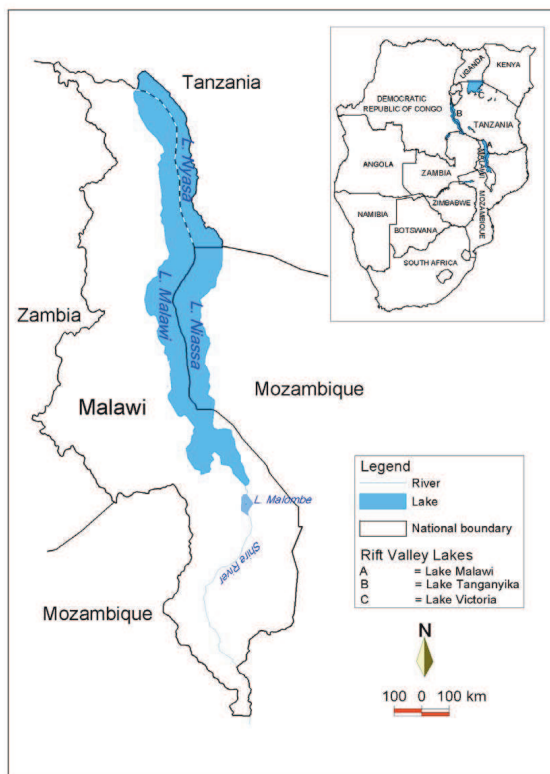 Tanzania
L. Nyasa
Zambia
L. Malawi
L. Niassa
Mozambique
Malawi
L. Malombe
Shire River
Mozambique
UGANDA
KENYA
C
DEMOCRATIC
REPUBLIC OF CONGO
B
TANZANIA
A
ANGOLA
ZAMBIA
MALAWI
ZIMBABWE
MOZAMBIQUE
NAMIBIA
BOTSWANA
SOUTH AFRICA
Legend
River
Lake
National boundary
Rift Valley Lakes
A = Lake Malawi
B = Lake Tanganyika
C = Lake Victoria
N
100 0 100 km